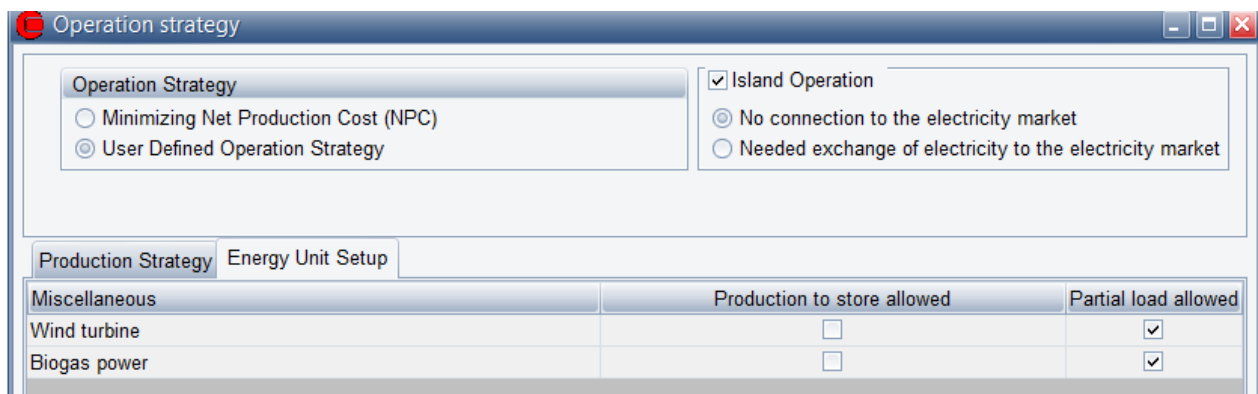 Operation strategy
Operation Strategy
Minimizing Net Production Cost (NPC)
User Defined Operation Strategy
Island Operation
No connection to the electricity market
Needed exchange of electricity to the electricity market
Production Strategy Energy Unit Setup
Miscellaneous Production to store allowed Partial load allowed
Wind turbine
Biogas power